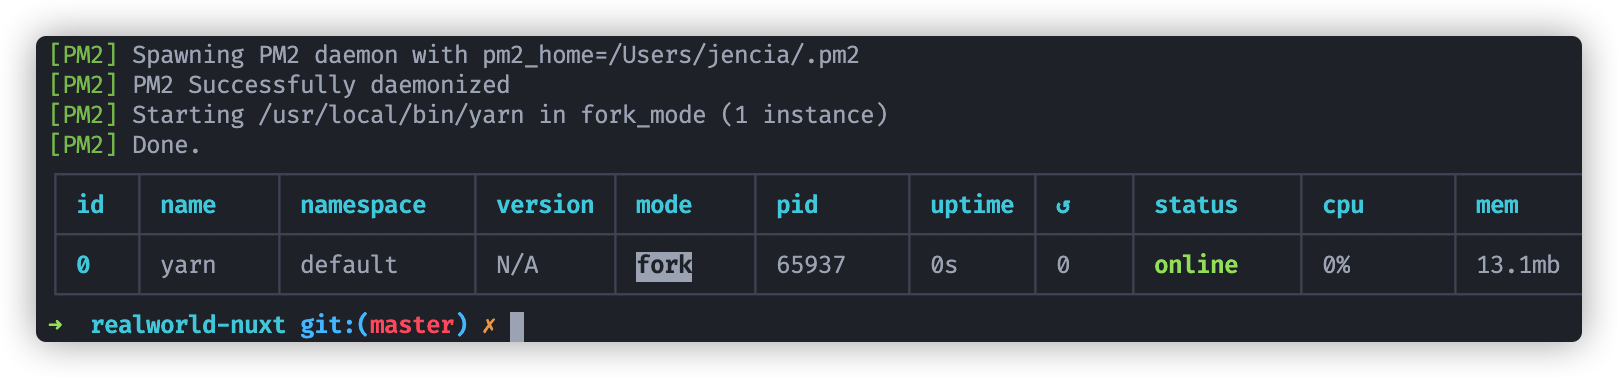 [PM2] Spawning PM2 daemon with pm2_home=/Users/jencia/.pm2
[PM2] PM2 Successfully daemonized
[PM2] Starting /usr/local/bin/yarn in fork_mode (1 instance)
[PM2] Done.
id name namespace version mode pid uptime ↺ status cpu mem
0 yarn default N/A fork 65937 0s 0 online 0% 13.1mb
➜ realworld-nuxt git:(master) ✗